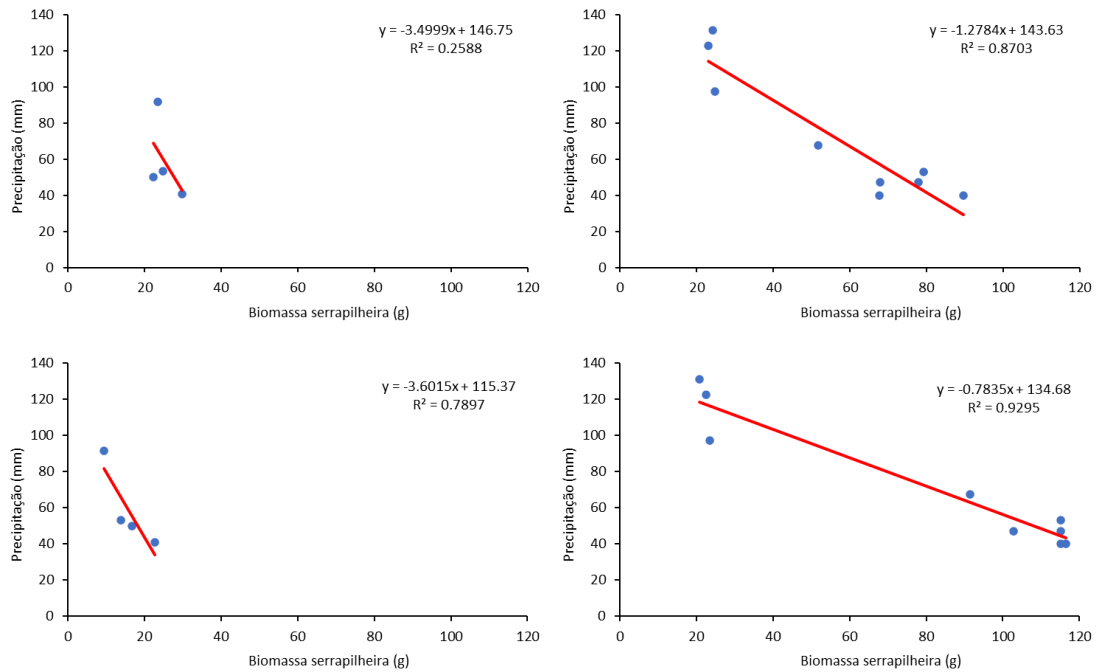 140
120
100
80
60
40
20
0
Precipitação (mm)
y = -3.4999x + 146.75
R² = 0.2588
0 20 40 60 80 100 120
Biomassa serrapilheira (g)
140
120
100
80
60
40
20
0
Precipitação (mm)
y = -1.2784x + 143.63
R² = 0.8703
0 20 40 60 80 100 120
Biomassa serrapilheira (g)
140
120
100
80
60
40
20
0
Precipitação (mm)
y = -3.6015x + 115.37
R² = 0.7897
0 20 40 60 80 100 120
Biomassa serrapilheira (g)
140
120
100
80
60
40
20
0
Precipitação (mm)
y = -0.7835x + 134.68
R² = 0.9295
0 20 40 60 80 100 120
Biomassa serrapilheira (g)